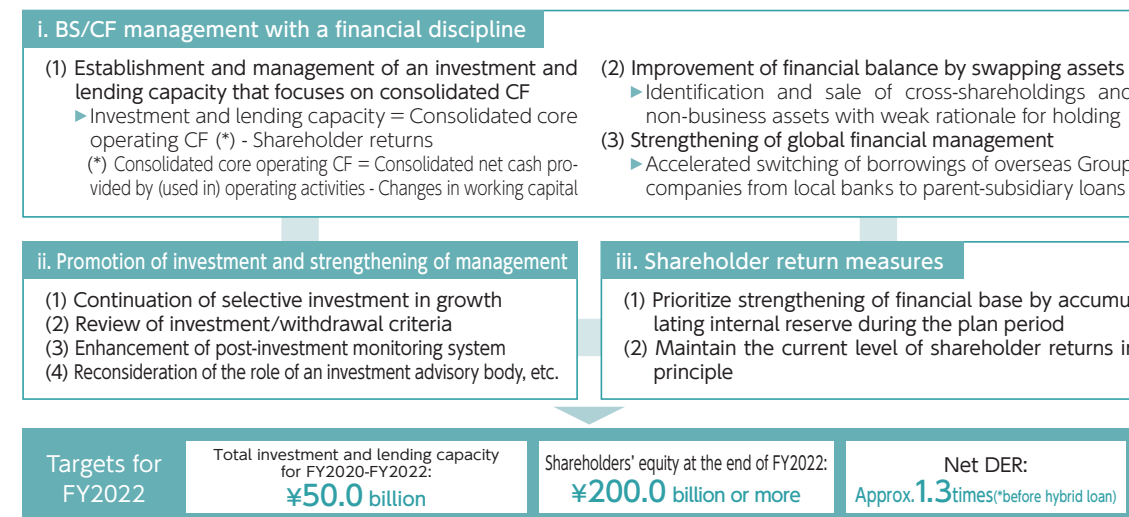 i. BS/CF management with a financial discipline
(1) Establishment and management of an investment and
lending capacity that focuses on consolidated CF
▶Investment and lending capacity = Consolidated core
operating CF (*) - Shareholder returns
(*) Consolidated core operating CF = Consolidated net cash pro-
vided by (used in) operating activities - Changes in working capital
(2) Improvement of financial balance by swapping assets
▶Identification and sale of cross-shareholdings and
non-business assets with weak rationale for holding
(3) Strengthening of global financial management
▶Accelerated switching of borrowings of overseas Group
companies from local banks to parent-subsidiary loans
ii. Promotion of investment and strengthening of management
(1) Continuation of selective investment in growth
(2) Review of investment/withdrawal criteria
(3) Enhancement of post-investment monitoring system
(4) Reconsideration of the role of an investment advisory body, etc.
iii. Shareholder return measures
(1) Prioritize strengthening of financial base by accumu
lating internal reserve during the plan period
(2) Maintain the current level of shareholder returns in
principle
Targets for
FY2022
Total investment and lending capacity
for FY2020-FY2022:
¥50.0 billion
Shareholders' equity at the end of FY2022:
¥200.0 billion or more
Net DER:
Approx.1.3times(*before hybrid loan)